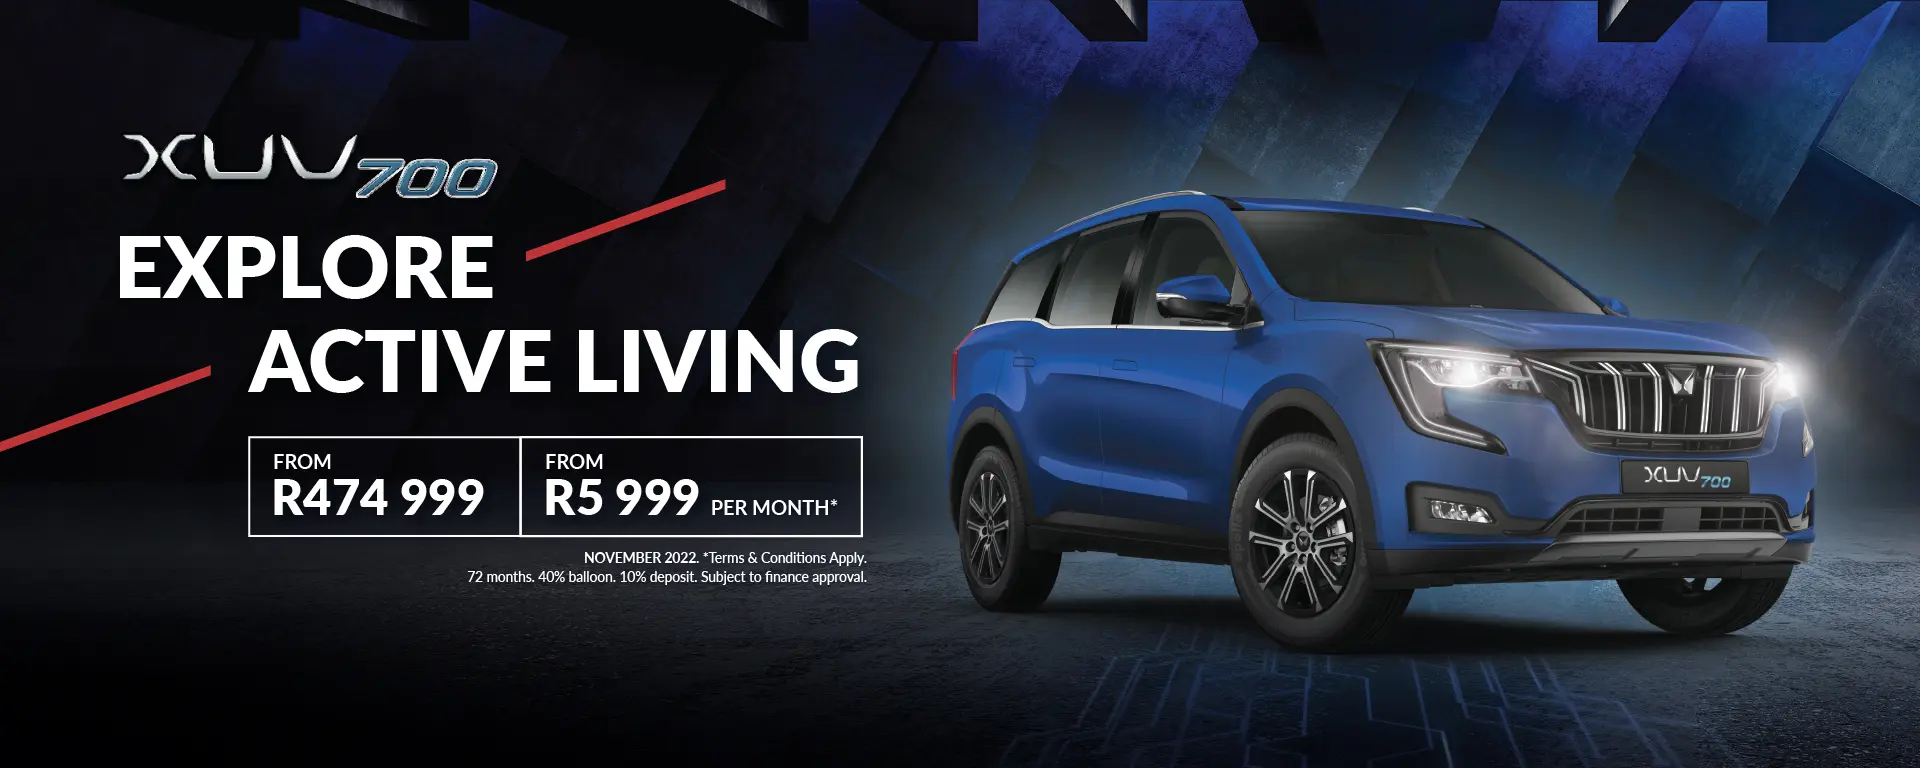 XUV700
EXPLORE
ACTIVE LIVING
FROM
R474 999
FROM
R5 999 PER MONTH*
NOVEMBER 2022. *Terms & Conditions Apply.
72 months. 40% balloon. 10% deposit. Subject to finance approval.
XUV700